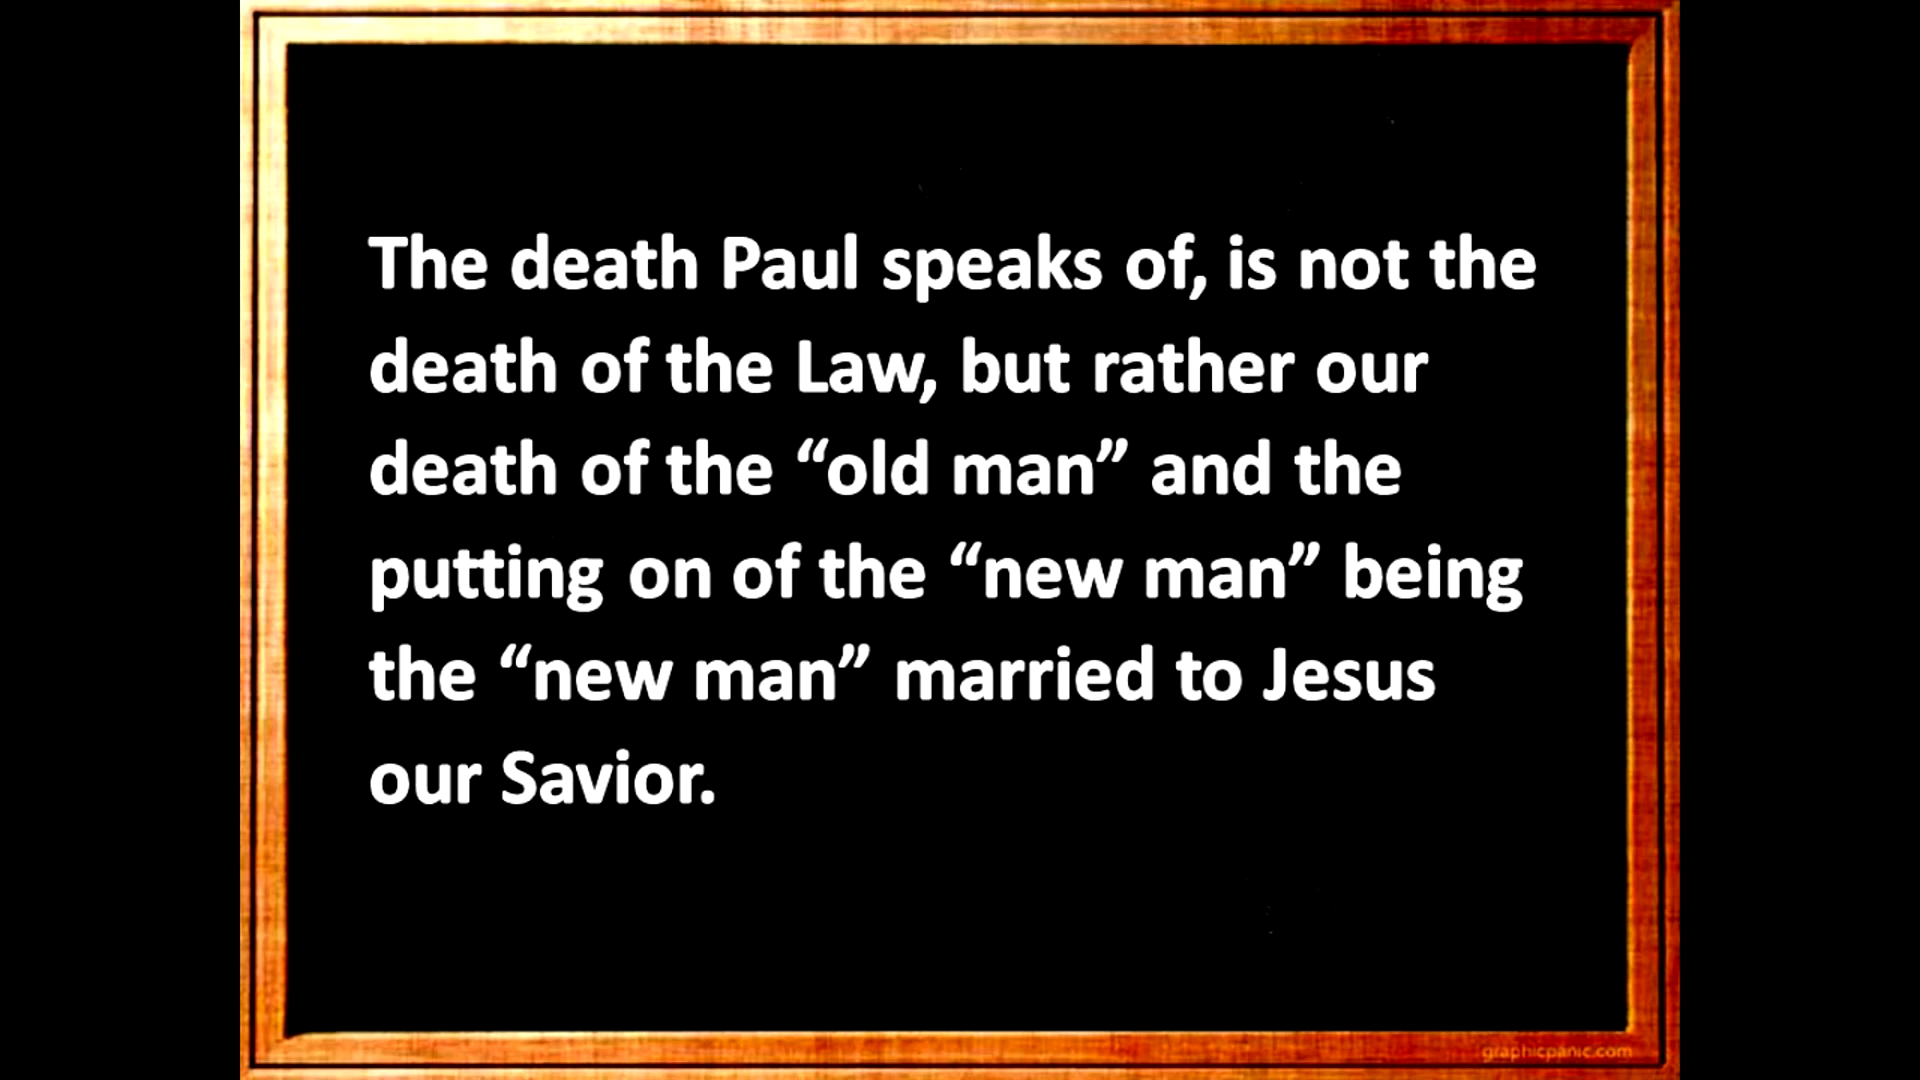 The death Paul speaks of, is not the
death of the Law, but rather our
death of the “old man” and the
putting on of the “new man” being
the “new man” married to Jesus
our Savior.
graphicpanic.com